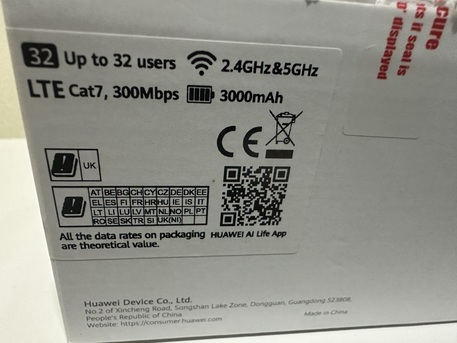 32 Up to 32 users 2.4GHz&5GHz
LTE Cat7, 300Mbps 3000mAh
CE
UK
AT BE BG CH CY CZ DE DK EE
EL ES FI FR HR HU IE IS IT
LT LI LU LV MT NL NO PL PT
RO SE SK TR SI UK(NI)
All the data rates on packaging
are theoretical value.
HUAWEI AI Life App
Huawei Device Co., Ltd.
No.2 of Xincheng Road, Songshan Lake Zone, Dongguan, Guangdong 523808,
People's Republic of China
Website: https://consumer.huawei.com
Made in China
cure
its if seal is
displayed